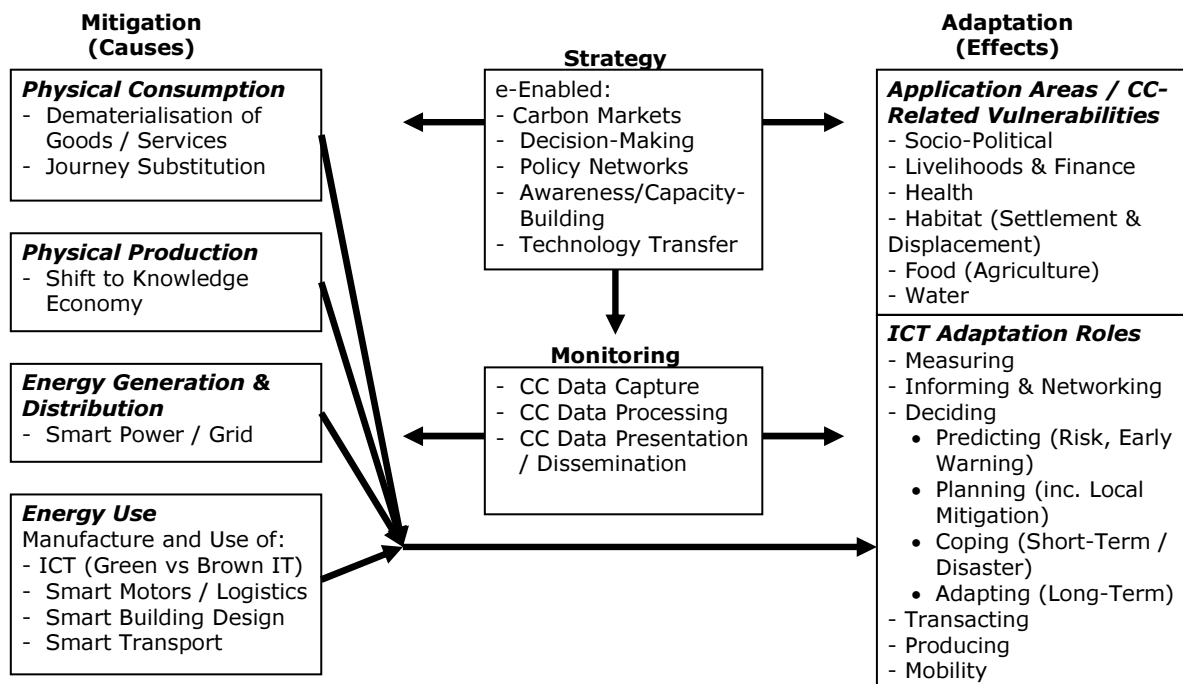 Mitigation
(Causes)
Physical Consumption
- Dematerialisation of
Goods / Services
- Journey Substitution
Physical Production
- Shift to Knowledge
Economy
Energy Generation &
Distribution
- Smart Power / Grid
Energy Use
Manufacture and Use of:
- ICT (Green vs Brown IT)
- Smart Motors / Logistics
- Smart Building Design
- Smart Transport
Strategy
e-Enabled:
- Carbon Markets
- Decision-Making
- Policy Networks
- Awareness/Capacity-
Building
- Technology Transfer
Monitoring
- CC Data Capture
- CC Data Processing
- CC Data Presentation
/ Dissemination
Adaptation
(Effects)
Application Areas / CC-
Related Vulnerabilities
- Socio-Political
- Livelihoods & Finance
- Health
- Habitat (Settlement &
Displacement)
- Food (Agriculture)
- Water
ICT Adaptation Roles
- Measuring
- Informing & Networking
- Deciding
• Predicting (Risk, Early
Warning)
• Planning (inc. Local
Mitigation)
• Coping (Short-Term /
Disaster)
• Adapting (Long-Term)
- Transacting
- Producing
- Mobility